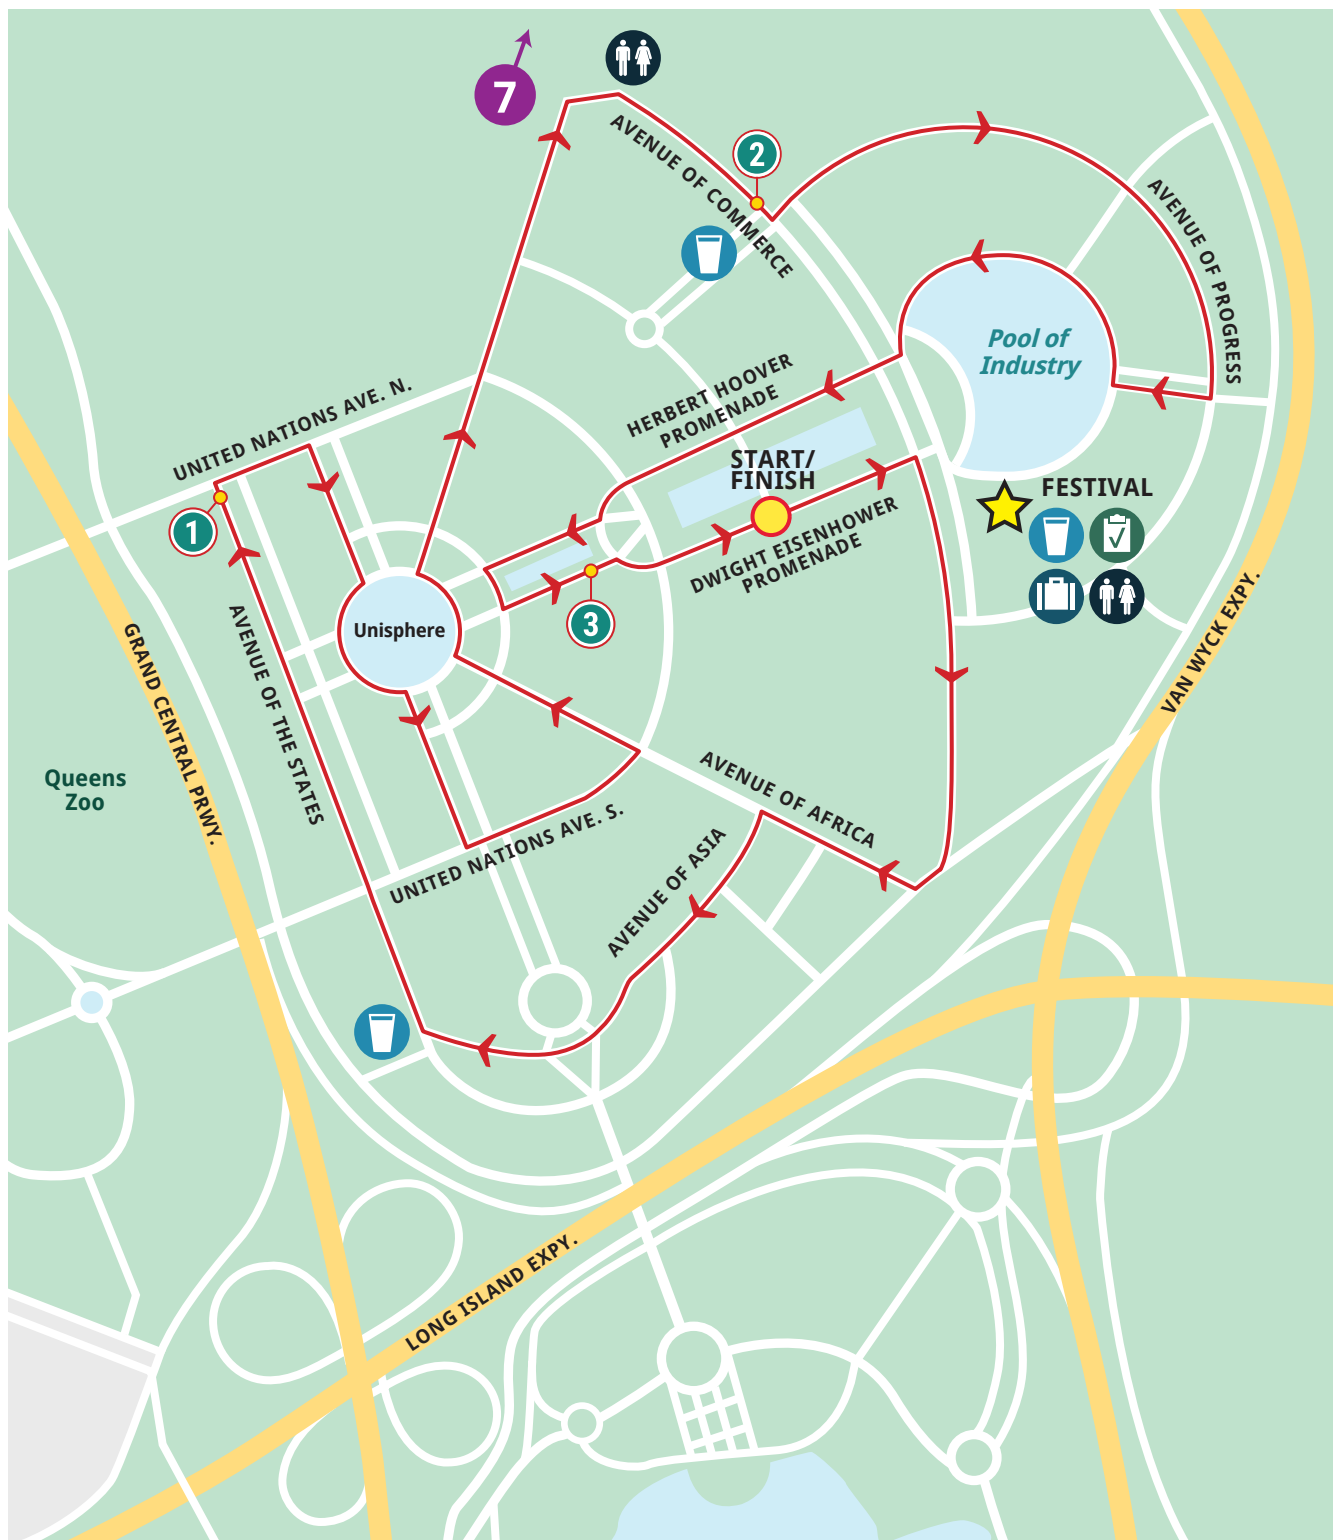 7
AVENUE OF COMMERCE
2
AVENUE OF PROGRESS
Pool of
Industry
HERBERT HOOVER
PROMENADE
UNITED NATIONS AVE. N.
START/
FINISH
FESTIVAL
1
DWIGHT EISENHOWER
PROMENADE
3
Unisphere
VAN WYCK EXPY.
AVENUE OF THE STATES
GRAND CENTRAL PRWY.
Queens
Zoo
AVENUE OF AFRICA
UNITED NATIONS AVE. S.
AVENUE OF ASIA
LONG ISLAND EXPY.